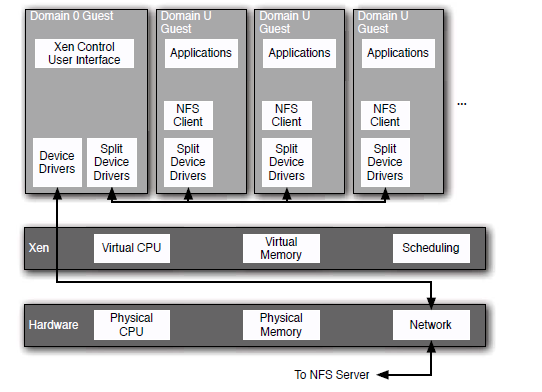 Domain 0 Guest
Xen Control
User Interface
Device
Drivers
Split
Device
Drivers
Domain U
Guest
Applications
NFS
Client
Split
Device
Drivers
Domain U
Guest
Applications
NFS
Client
Split
Device
Drivers
Domain U
Guest
Applications
NFS
Client
Split
Device
Drivers
...
Xen
Virtual CPU
Virtual
Memory
Scheduling
Hardware
Physical
CPU
Physical
Memory
Network
To NFS Server